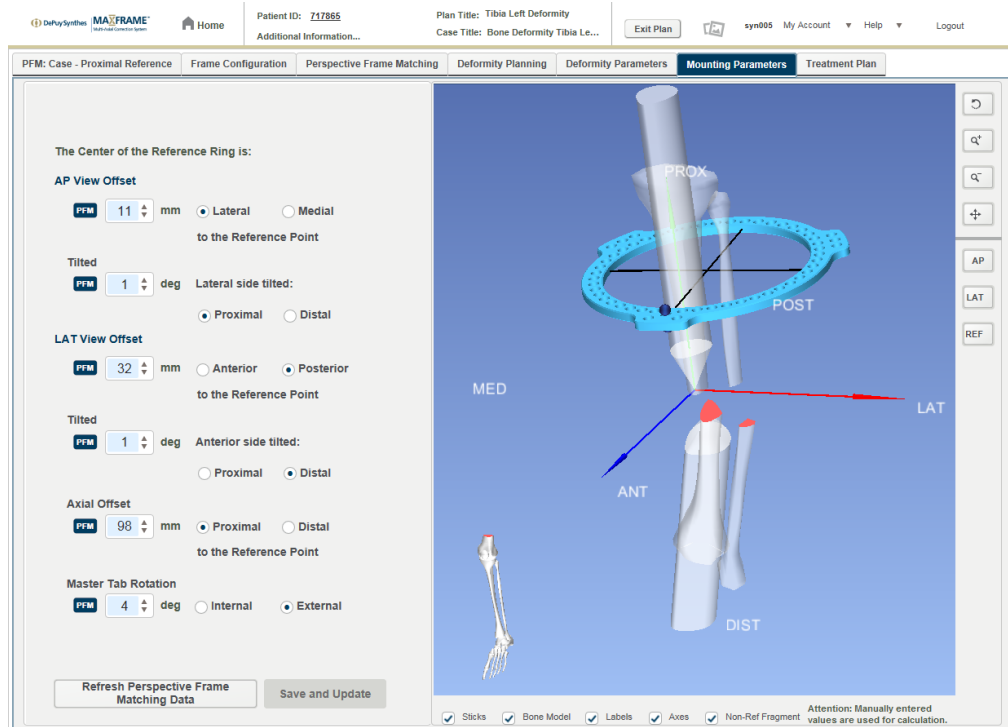 DePuySynthes MAXFRAME™
Multi-Axial Correction System
Home
Patient ID: 717865
Additional Information...
Plan Title: Tibia Left Deformity
Case Title: Bone Deformity Tibia Le...
Exit Plan
syn005 My Account ▼ Help ▼ Logout
PFM: Case - Proximal Reference
Frame Configuration
Perspective Frame Matching
Deformity Planning
Deformity Parameters
Mounting Parameters
Treatment Plan
The Center of the Reference Ring is:
AP View Offset
PFM 11 mm Lateral Medial
to the Reference Point
Tilted
PFM 1 deg Lateral side tilted:
Proximal Distal
LAT View Offset
PFM 32 mm Anterior Posterior
to the Reference Point
Tilted
PFM 1 deg Anterior side tilted:
Proximal Distal
Axial Offset
PFM 98 mm Proximal Distal
to the Reference Point
Master Tab Rotation
PFM 4 deg Internal External
Refresh Perspective Frame
Matching Data
Save and Update
PROX
POST
MED
LAT
ANT
DIST
AP
LAT
REF
Sticks Bone Model Labels Axes Non-Ref Fragment
Attention: Manually entered
values are used for calculation.